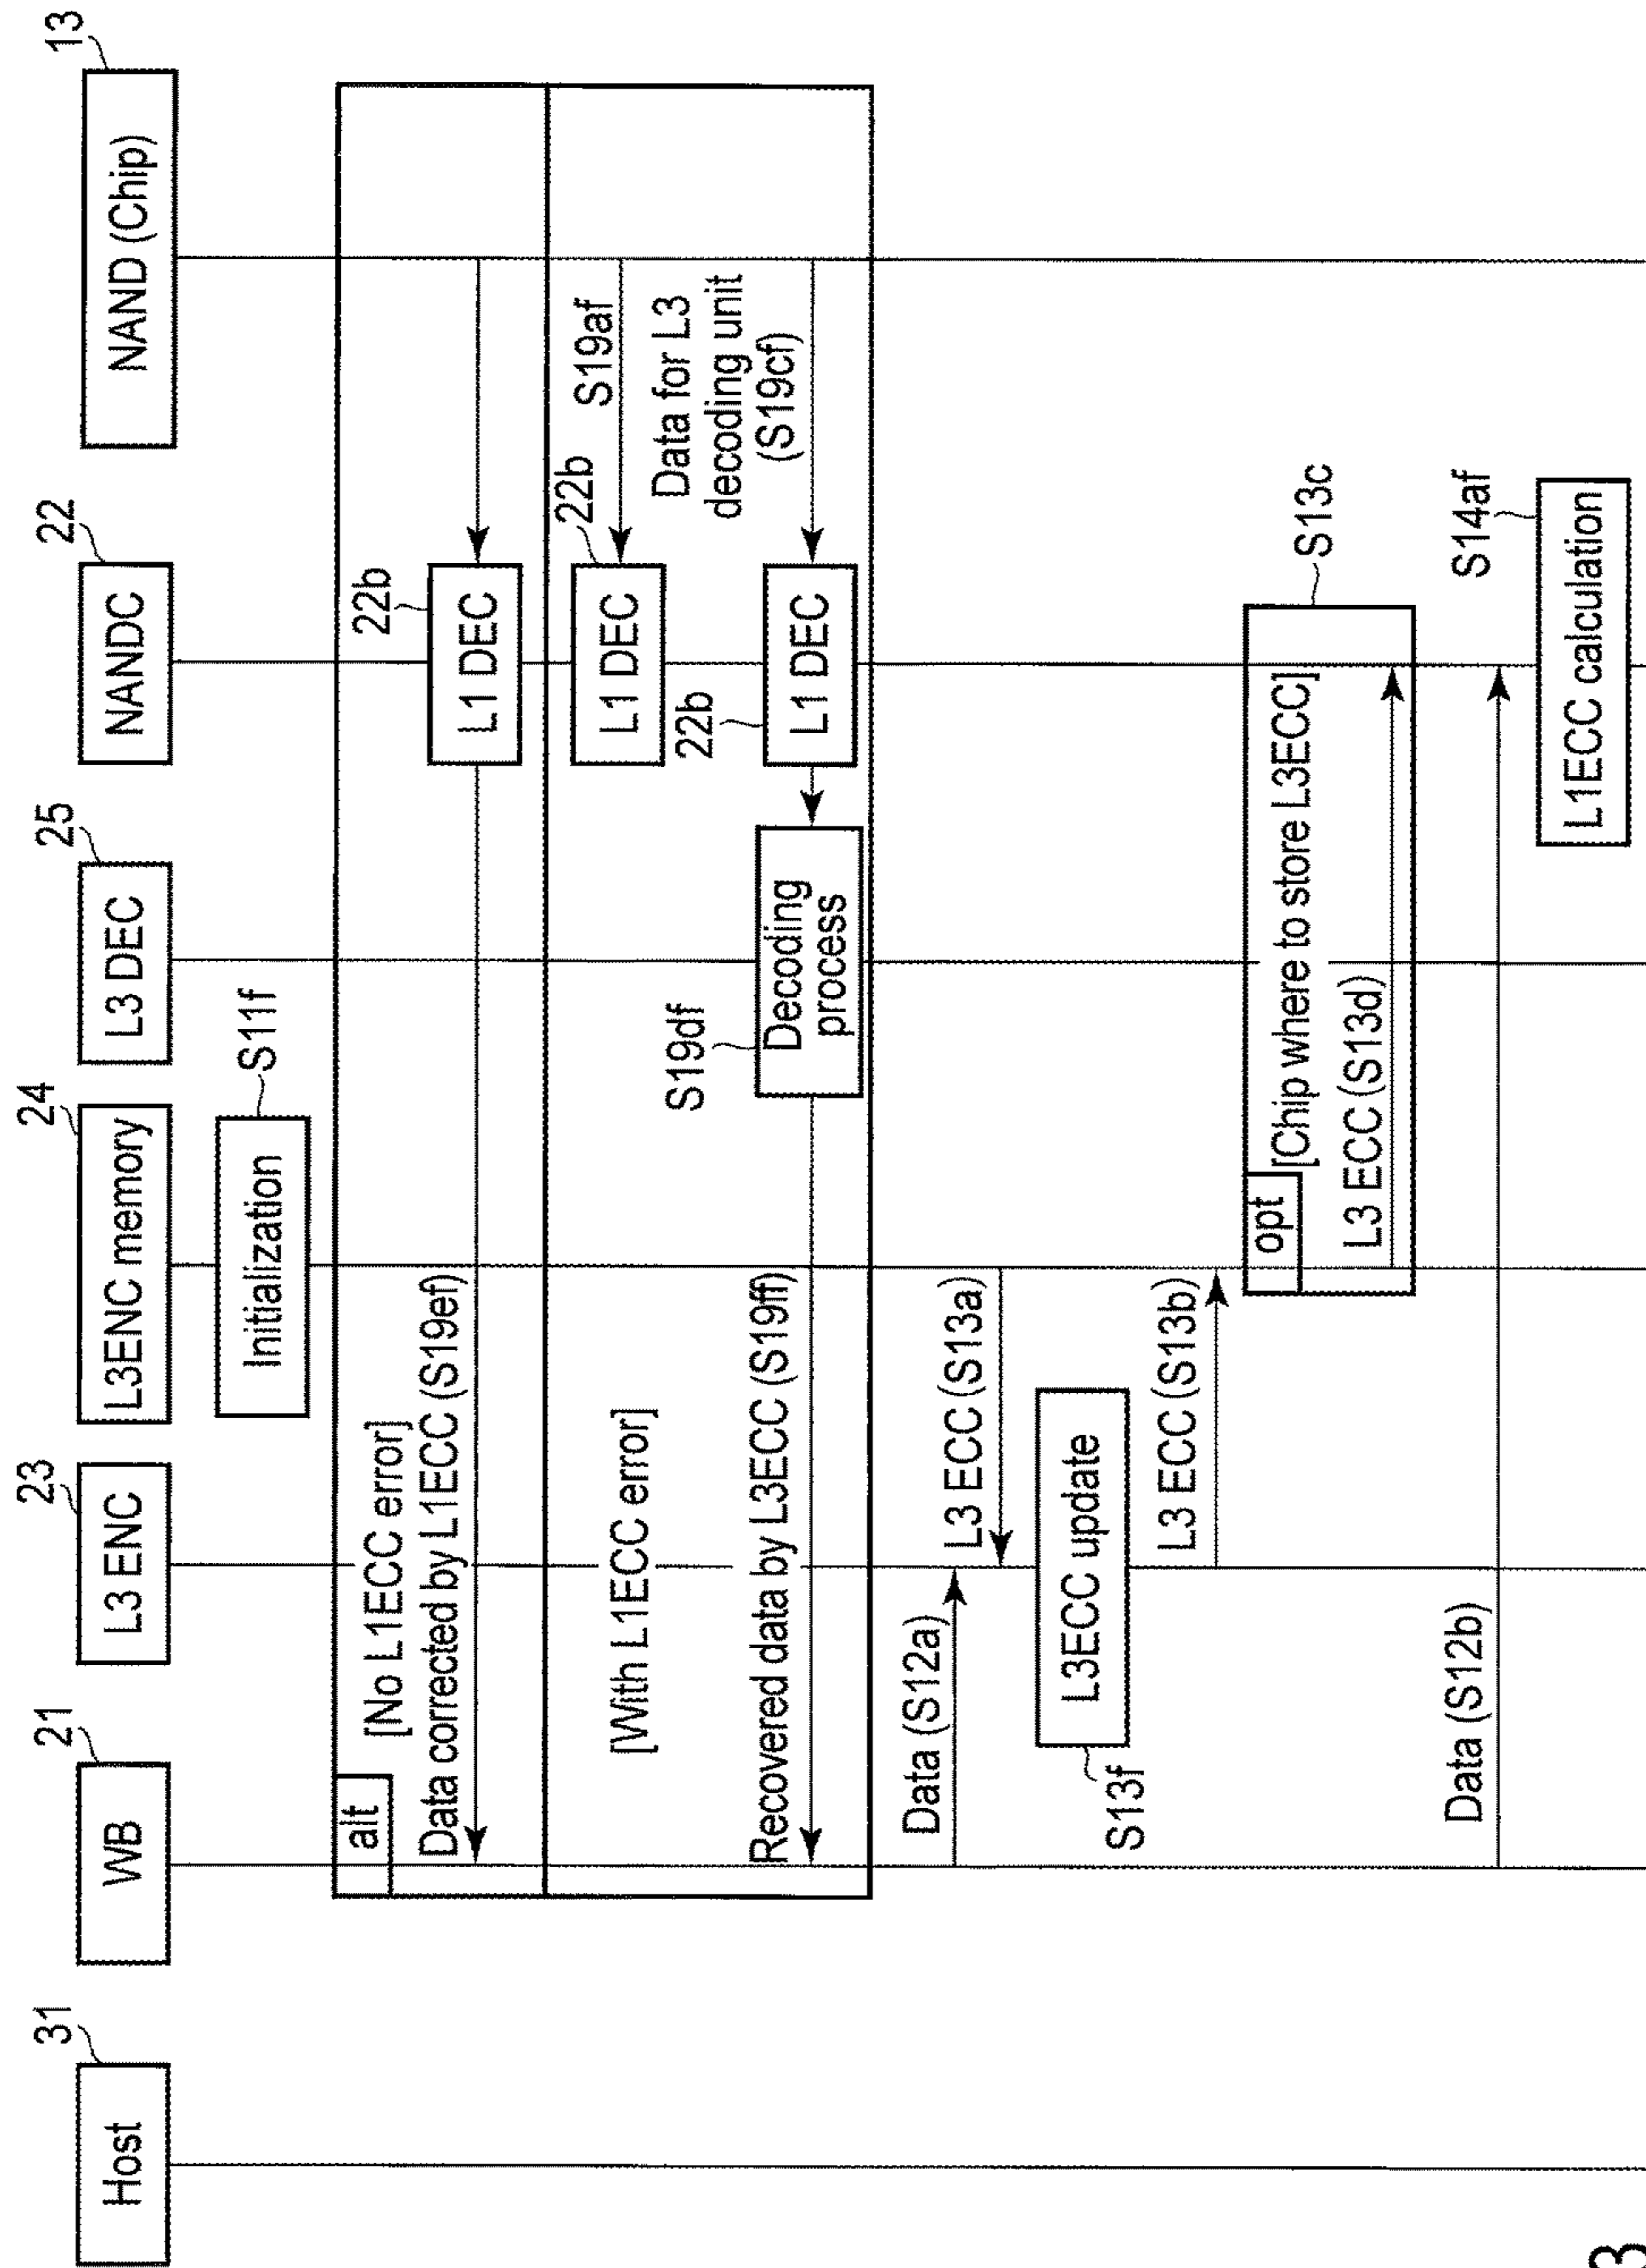 31
Host
21
WB
23
L3 ENC
24
L3ENC memory
25
L3 DEC
22
NANDC
13
NAND (Chip)
Initialization
S11f
alt
[No L1ECC error]
Data corrected by L1ECC (S19ef)
22b
L1 DEC
[With L1ECC error]
22b
L1 DEC
S19af
Recovered data by L3ECC (S19ff)
S19df
Decoding
process
22b
L1 DEC
Data for L3
decoding unit
(S19cf)
Data (S12a)
L3 ECC (S13a)
L3ECC update
S13f
L3 ECC (S13b)
opt
[Chip where to store L3ECC]
S13c
L3 ECC (S13d)
Data (S12b)
S14af
L1ECC calculation
3